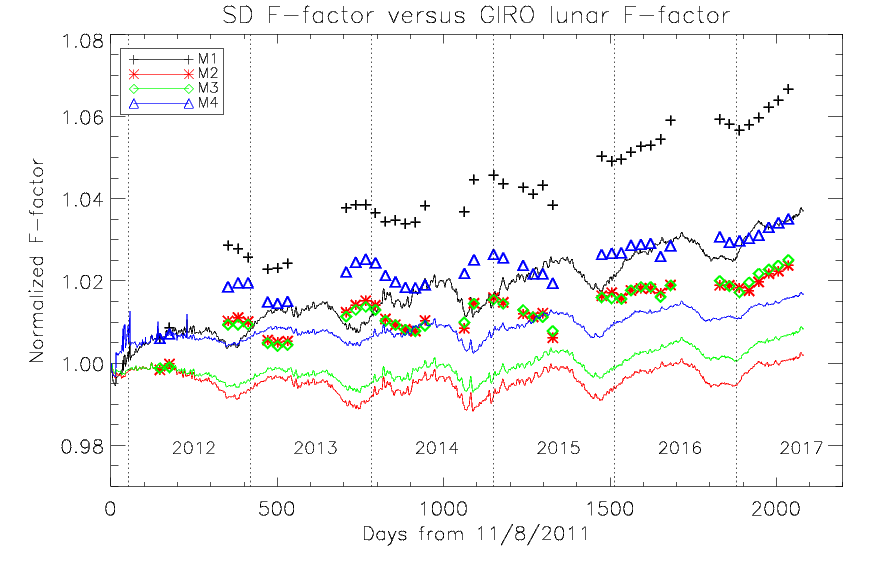 SD F-factor versus GIRO lunar F-factor
1.08
M1
M2
M3
M4
1.06
1.04
1.02
1.00
0.98
Normalized F-factor
2012 2013 2014 2015 2016 2017
0 500 1000 1500 2000
Days from 11/8/2011